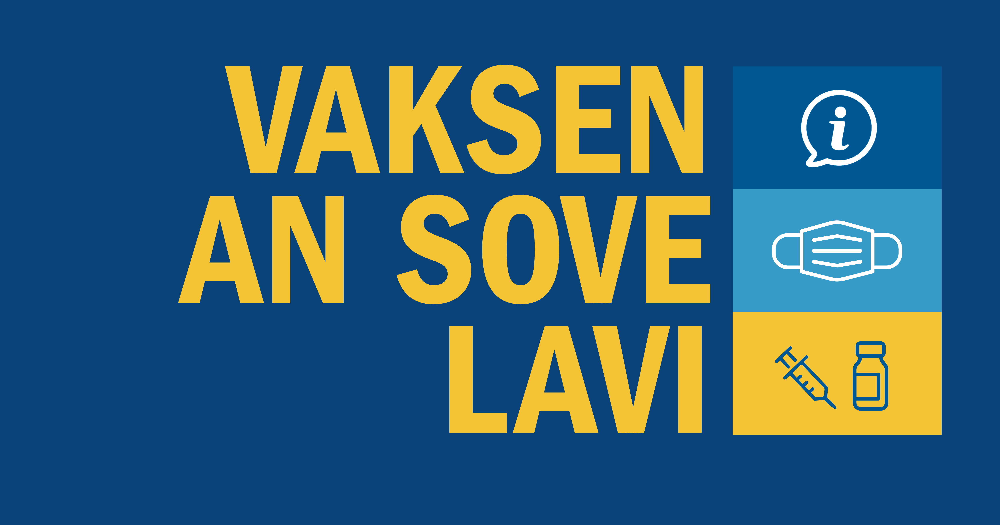 VAKSEN
AN SOVE
LAVI
i